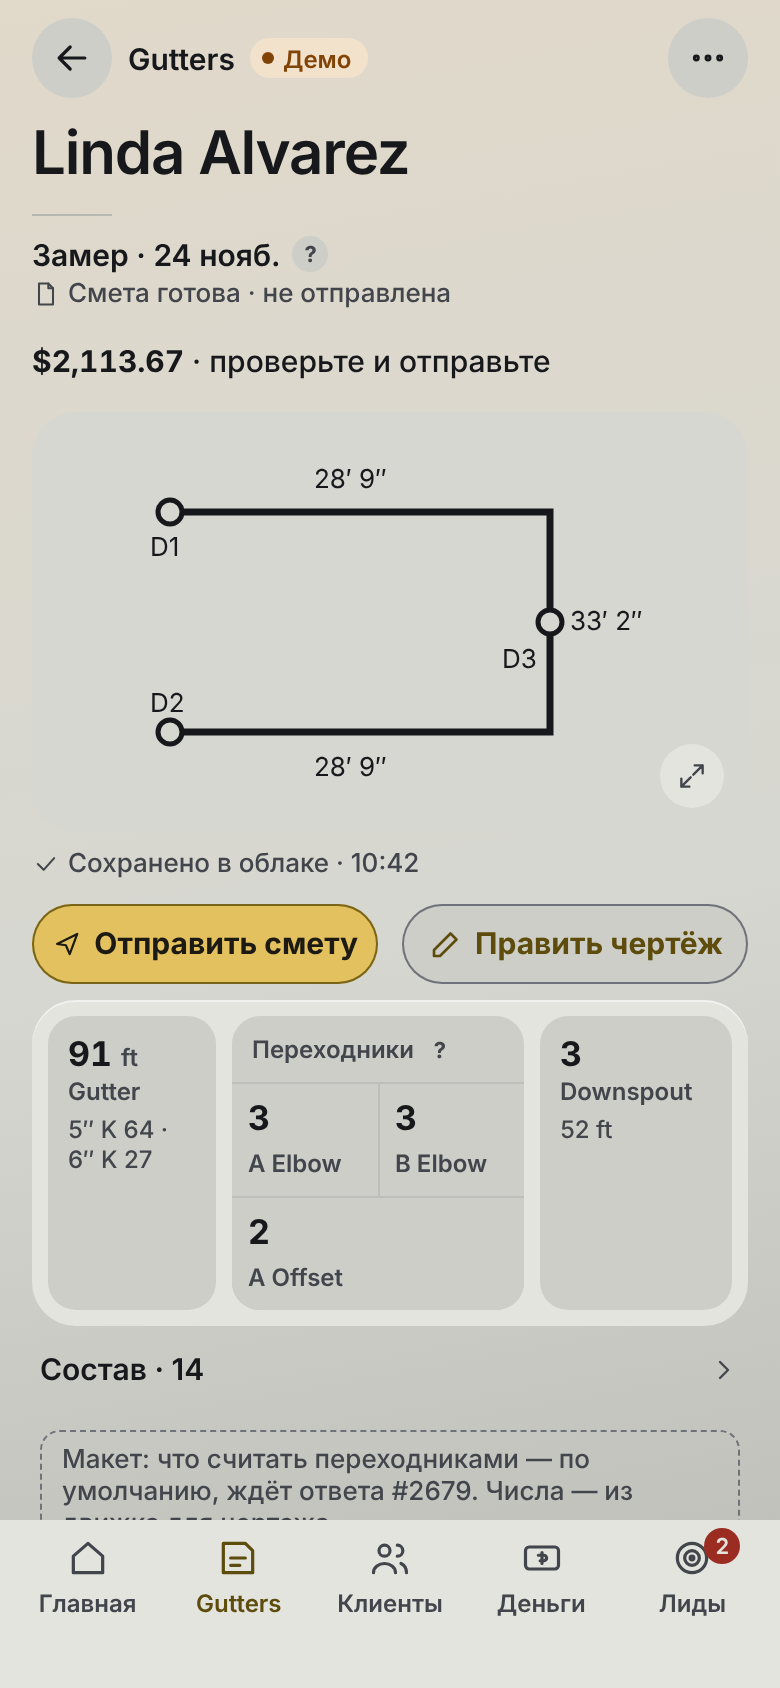 Gutters
Демо
Linda Alvarez
Замер · 24 нояб. ?
Смета готова · не отправлена
$2,113.67 · проверьте и отправьте
28′ 9″
D1
33′ 2″
D3
D2
28′ 9″
Сохранено в облаке · 10:42
Отправить смету
Править чертёж
91 ft
Gutter
5″ K 64 ·
6″ K 27
Переходники ?
3
A Elbow
3
B Elbow
2
A Offset
3
Downspout
52 ft
Состав · 14
Макет: что считать переходниками — по
умолчанию, ждёт ответа #2679. Числа — из
2
Главная
Gutters
Клиенты
Деньги
Лиды